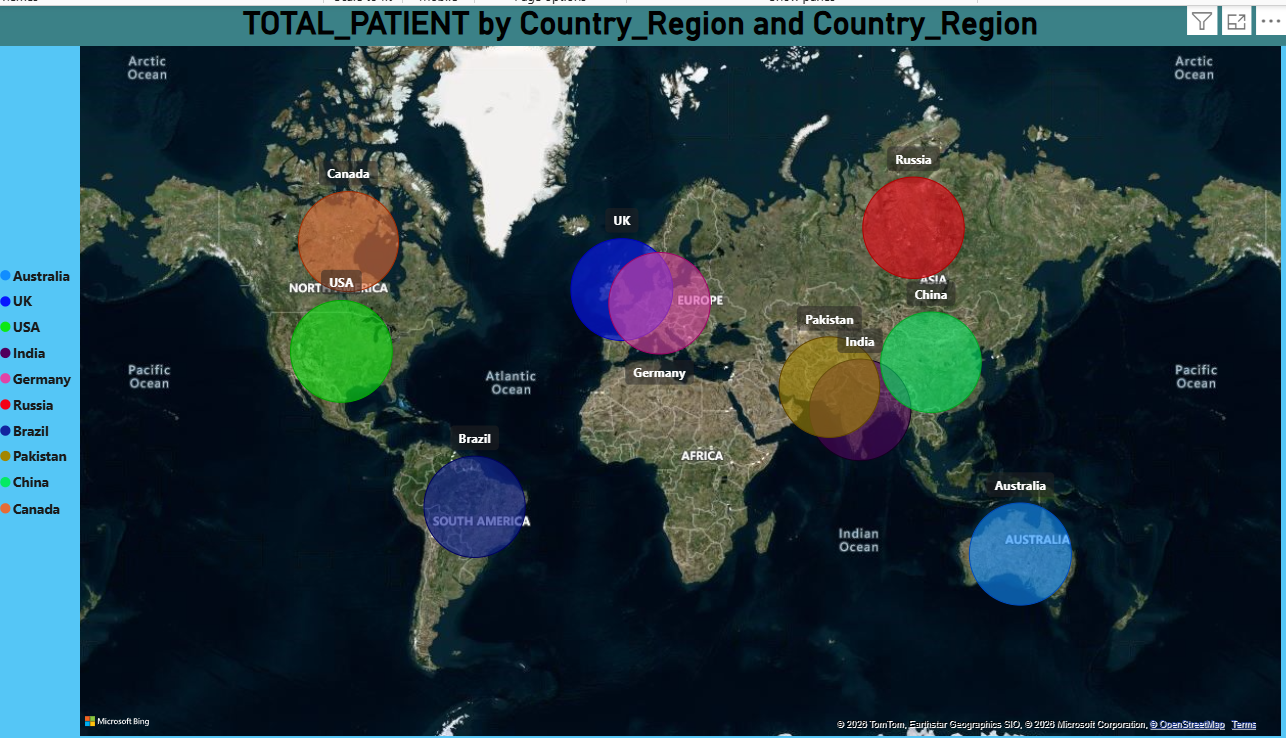 TOTAL_PATIENT by Country_Region and Country_Region
Arctic
Ocean
Arctic
Ocean
Canada
Russia
UK
USA
NORTH AMERICA
EUROPE
ASIA
China
Pakistan
India
Germany
Pacific
Ocean
Atlantic
Ocean
Pacific
Ocean
Brazil
AFRICA
SOUTH AMERICA
Australia
AUSTRALIA
Indian
Ocean
Australia
UK
USA
India
Germany
Russia
Brazil
Pakistan
China
Canada
Microsoft Bing
© 2026 TomTom, Earthstar Geographics SIO, © 2026 Microsoft Corporation, © OpenStreetMap Terms